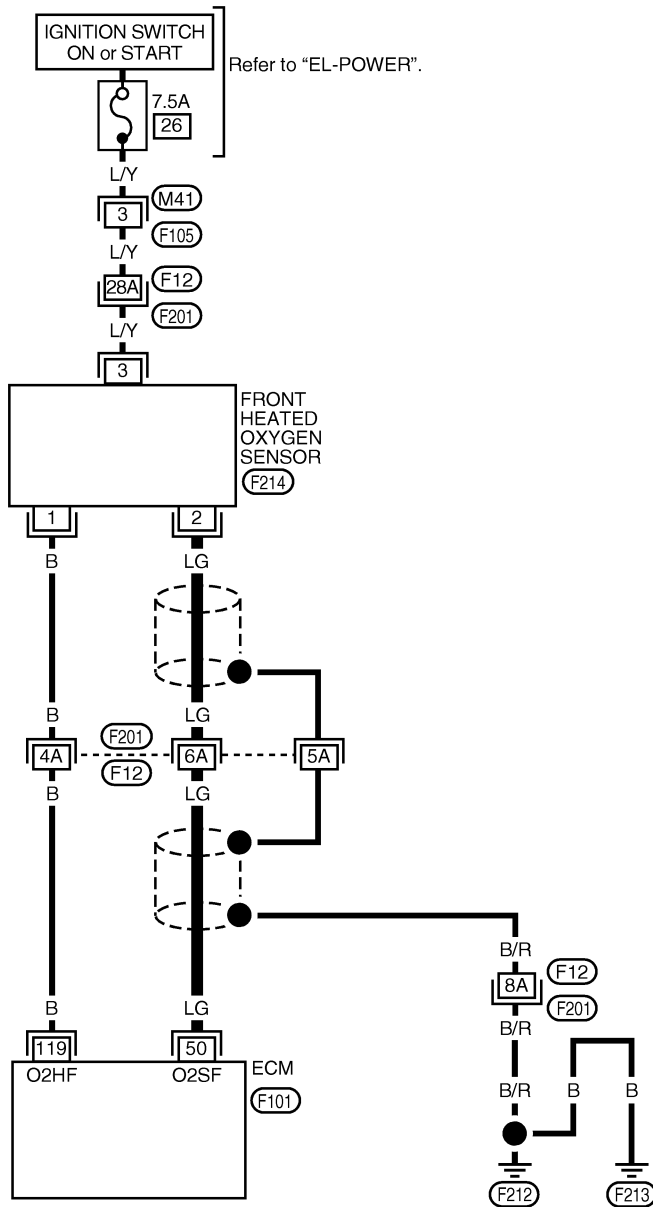 IGNITION SWITCH
ON or START
Refer to “EL-POWER”.
7.5A
26
L/Y
M41
3
F105
L/Y
F12
28A
F201
L/Y
3
FRONT
HEATED
OXYGEN
SENSOR
F214
1 2
B LG
B LG
F201
4A 6A 5A
F12
B LG
B/R
F12
8A
F201
B LG B/R
119 50
ECM
O2HF O2SF
F101
B/R B B
F212 F213